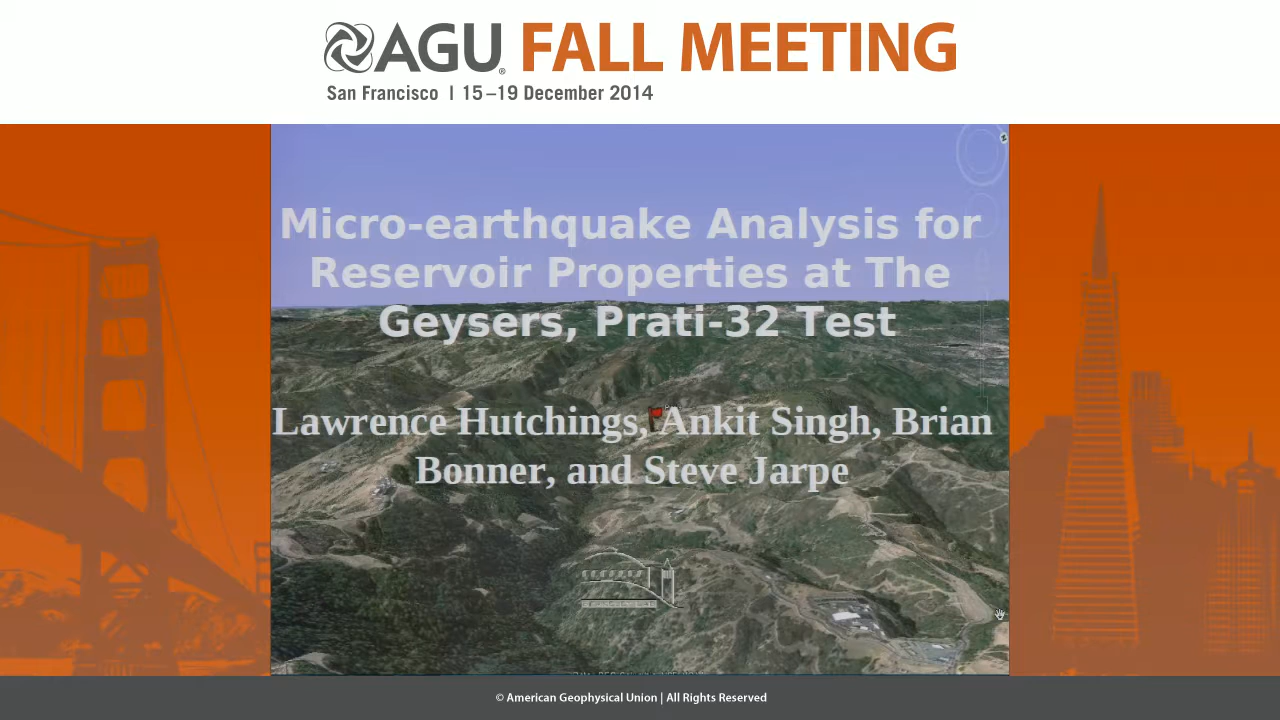 AGU FALL MEETING
San Francisco | 15–19 December 2014
Micro-earthquake Analysis for
Reservoir Properties at The
Geysers, Prati-32 Test
Lawrence Hutchings, Ankit Singh, Brian
Bonner, and Steve Jarpe
© American Geophysical Union | All Rights Reserved